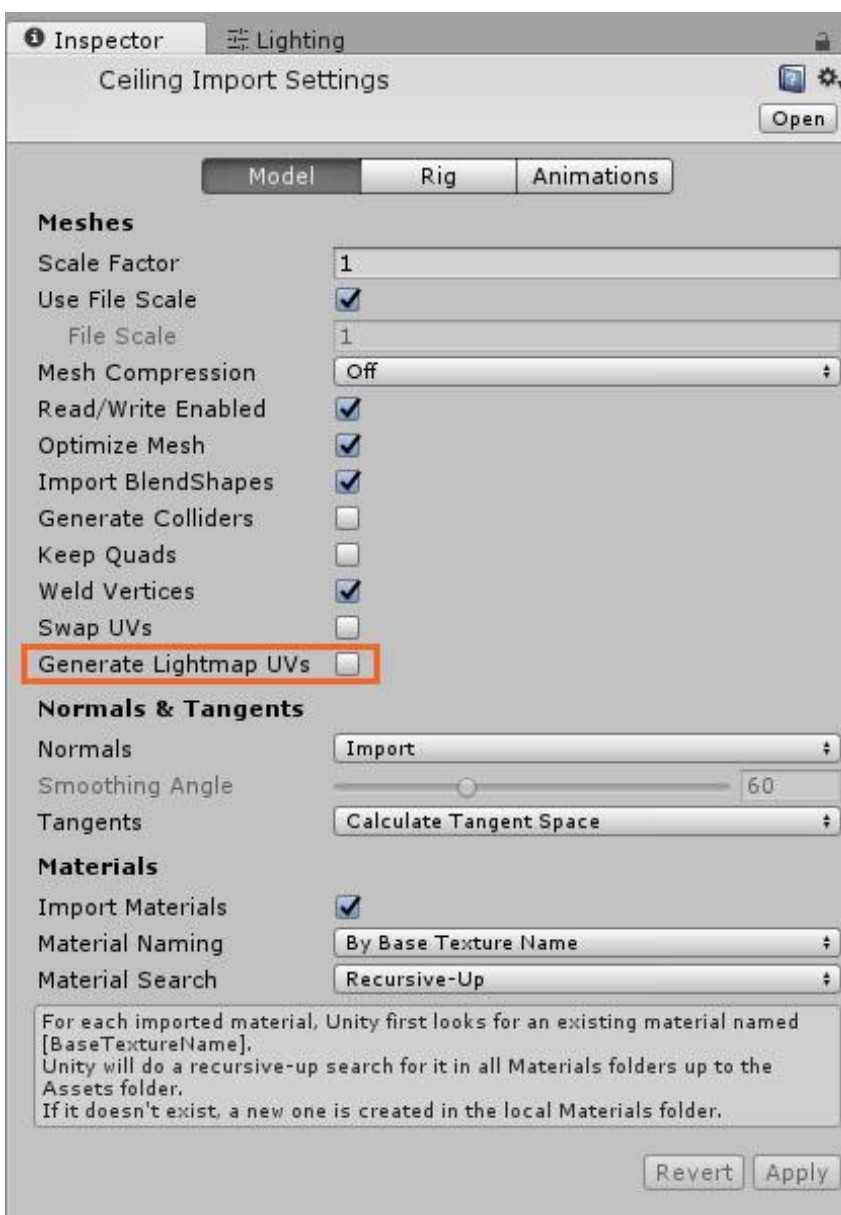 Inspector Lighting
Ceiling Import Settings
Open
Model Rig Animations
Meshes
Scale Factor 1
Use File Scale
File Scale 1
Mesh Compression Off
Read/Write Enabled
Optimize Mesh
Import BlendShapes
Generate Colliders
Keep Quads
Weld Vertices
Swap UVs
Generate Lightmap UVs
Normals & Tangents
Normals Import
Smoothing Angle 60
Tangents Calculate Tangent Space
Materials
Import Materials
Material Naming By Base Texture Name
Material Search Recursive-Up
For each imported material, Unity first looks for an existing material named
[BaseTextureName].
Unity will do a recursive-up search for it in all Materials folders up to the
Assets folder.
If it doesn't exist, a new one is created in the local Materials folder.
Revert Apply